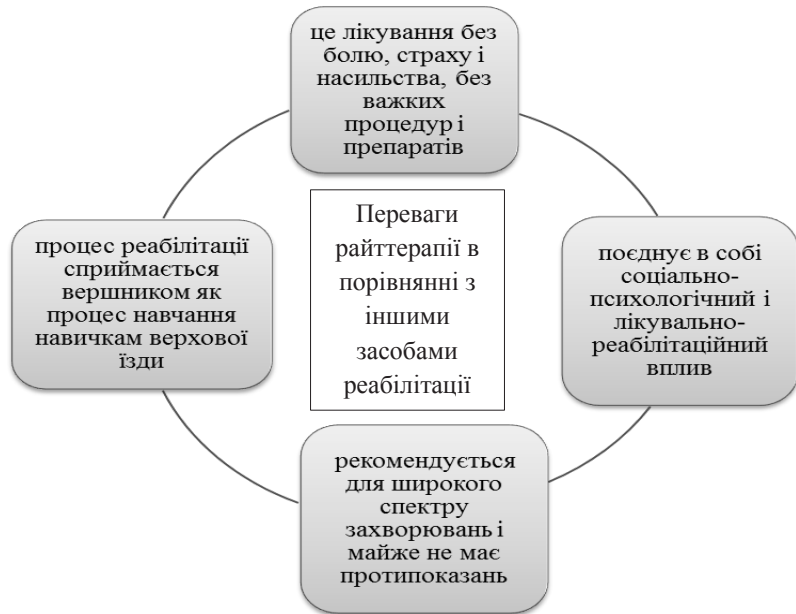 це лікування без
болю, страху і
насильства, без
важких
процедур і
препаратів
Переваги
райттерапії в
порівнянні з
іншими
засобами
реабілітації
процес реабілітації
сприймається
вершником як
процес навчання
навичкам верхової
їзди
поєднує в собі
соціально-
психологічний і
лікувально-
реабілітаційний
вплив
рекомендується
для широкого
спектру
захворювань і
майже не має
протипоказань